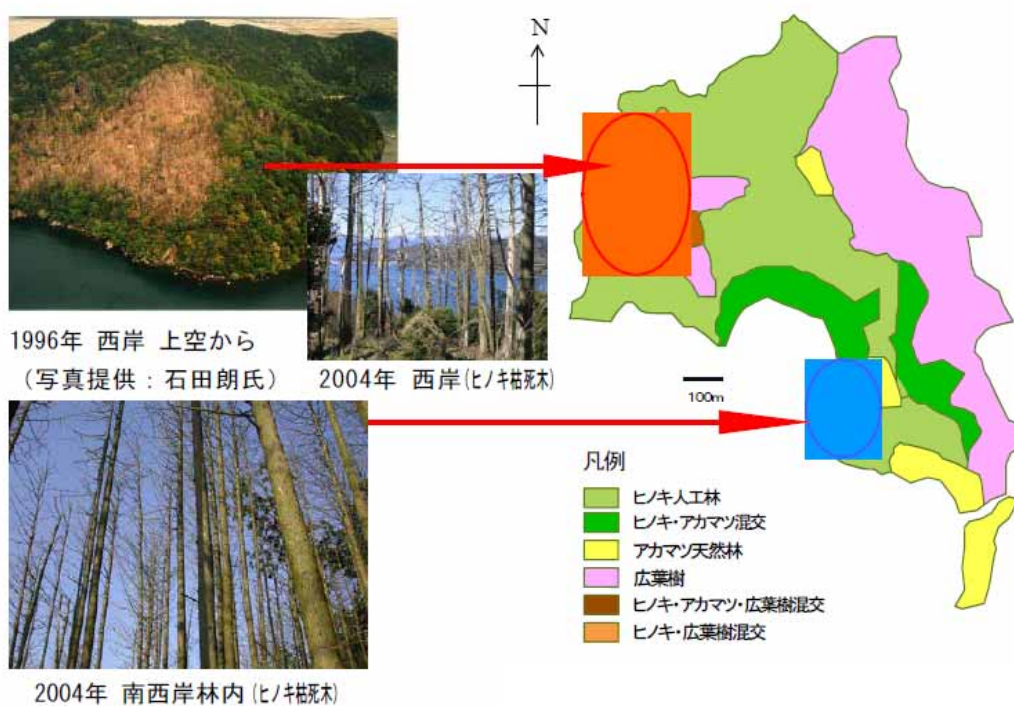 N
1996年 西岸 上空から
（写真提供：石田朗氏）
2004年 西岸(ヒノキ枯死木)
100m
凡例
ヒノキ人工林
ヒノキ・アカマツ混交
アカマツ天然林
広葉樹
ヒノキ・アカマツ・広葉樹混交
ヒノキ・広葉樹混交
2004年 南西岸林内(ヒノキ枯死木)